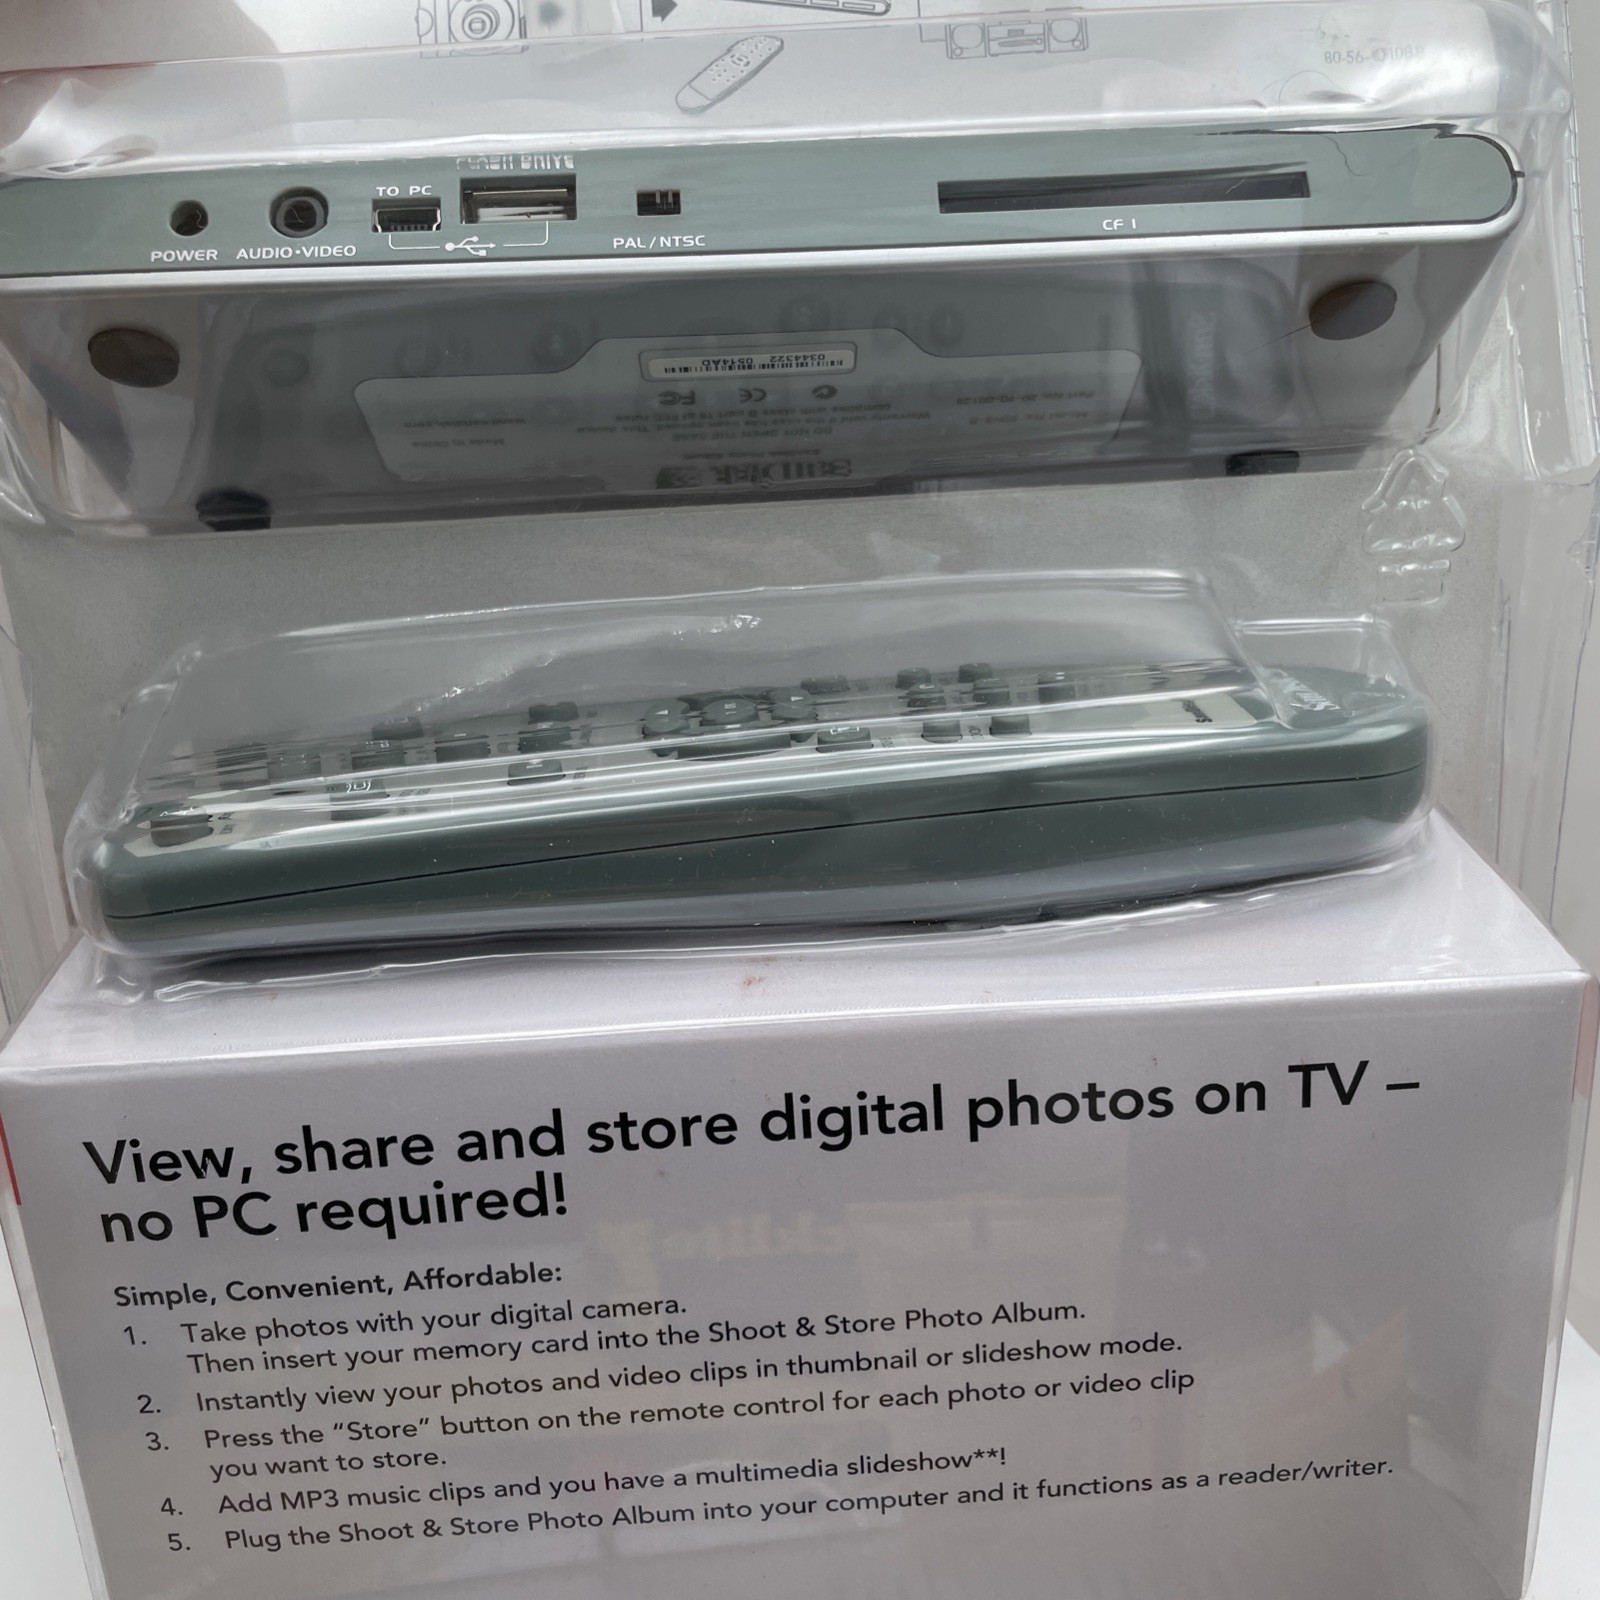 FLASH DRIVE
TO PC
POWER
AUDIO•VIDEO
PAL / NTSC
CF I
0344322 0514AD
FC CE
View, share and store digital photos on TV –
no PC required!
Simple, Convenient, Affordable:
1. Take photos with your digital camera.
Then insert your memory card into the Shoot & Store Photo Album.
2. Instantly view your photos and video clips in thumbnail or slideshow mode.
3. Press the “Store” button on the remote control for each photo or video clip
you want to store.
4. Add MP3 music clips and you have a multimedia slideshow**!
5. Plug the Shoot & Store Photo Album into your computer and it functions as a reader/writer.